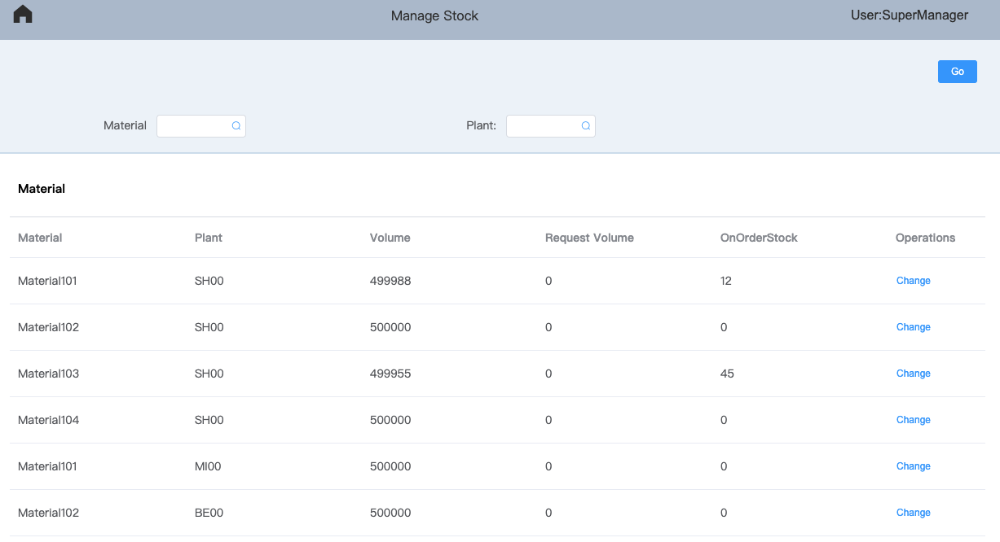 Manage Stock User:SuperManager
Go
Material Plant:
Material
Material Plant Volume Request Volume OnOrderStock Operations
Material101 SH00 499988 0 12 Change
Material102 SH00 500000 0 0 Change
Material103 SH00 499955 0 45 Change
Material104 SH00 500000 0 0 Change
Material101 MI00 500000 0 0 Change
Material102 BE00 500000 0 0 Change